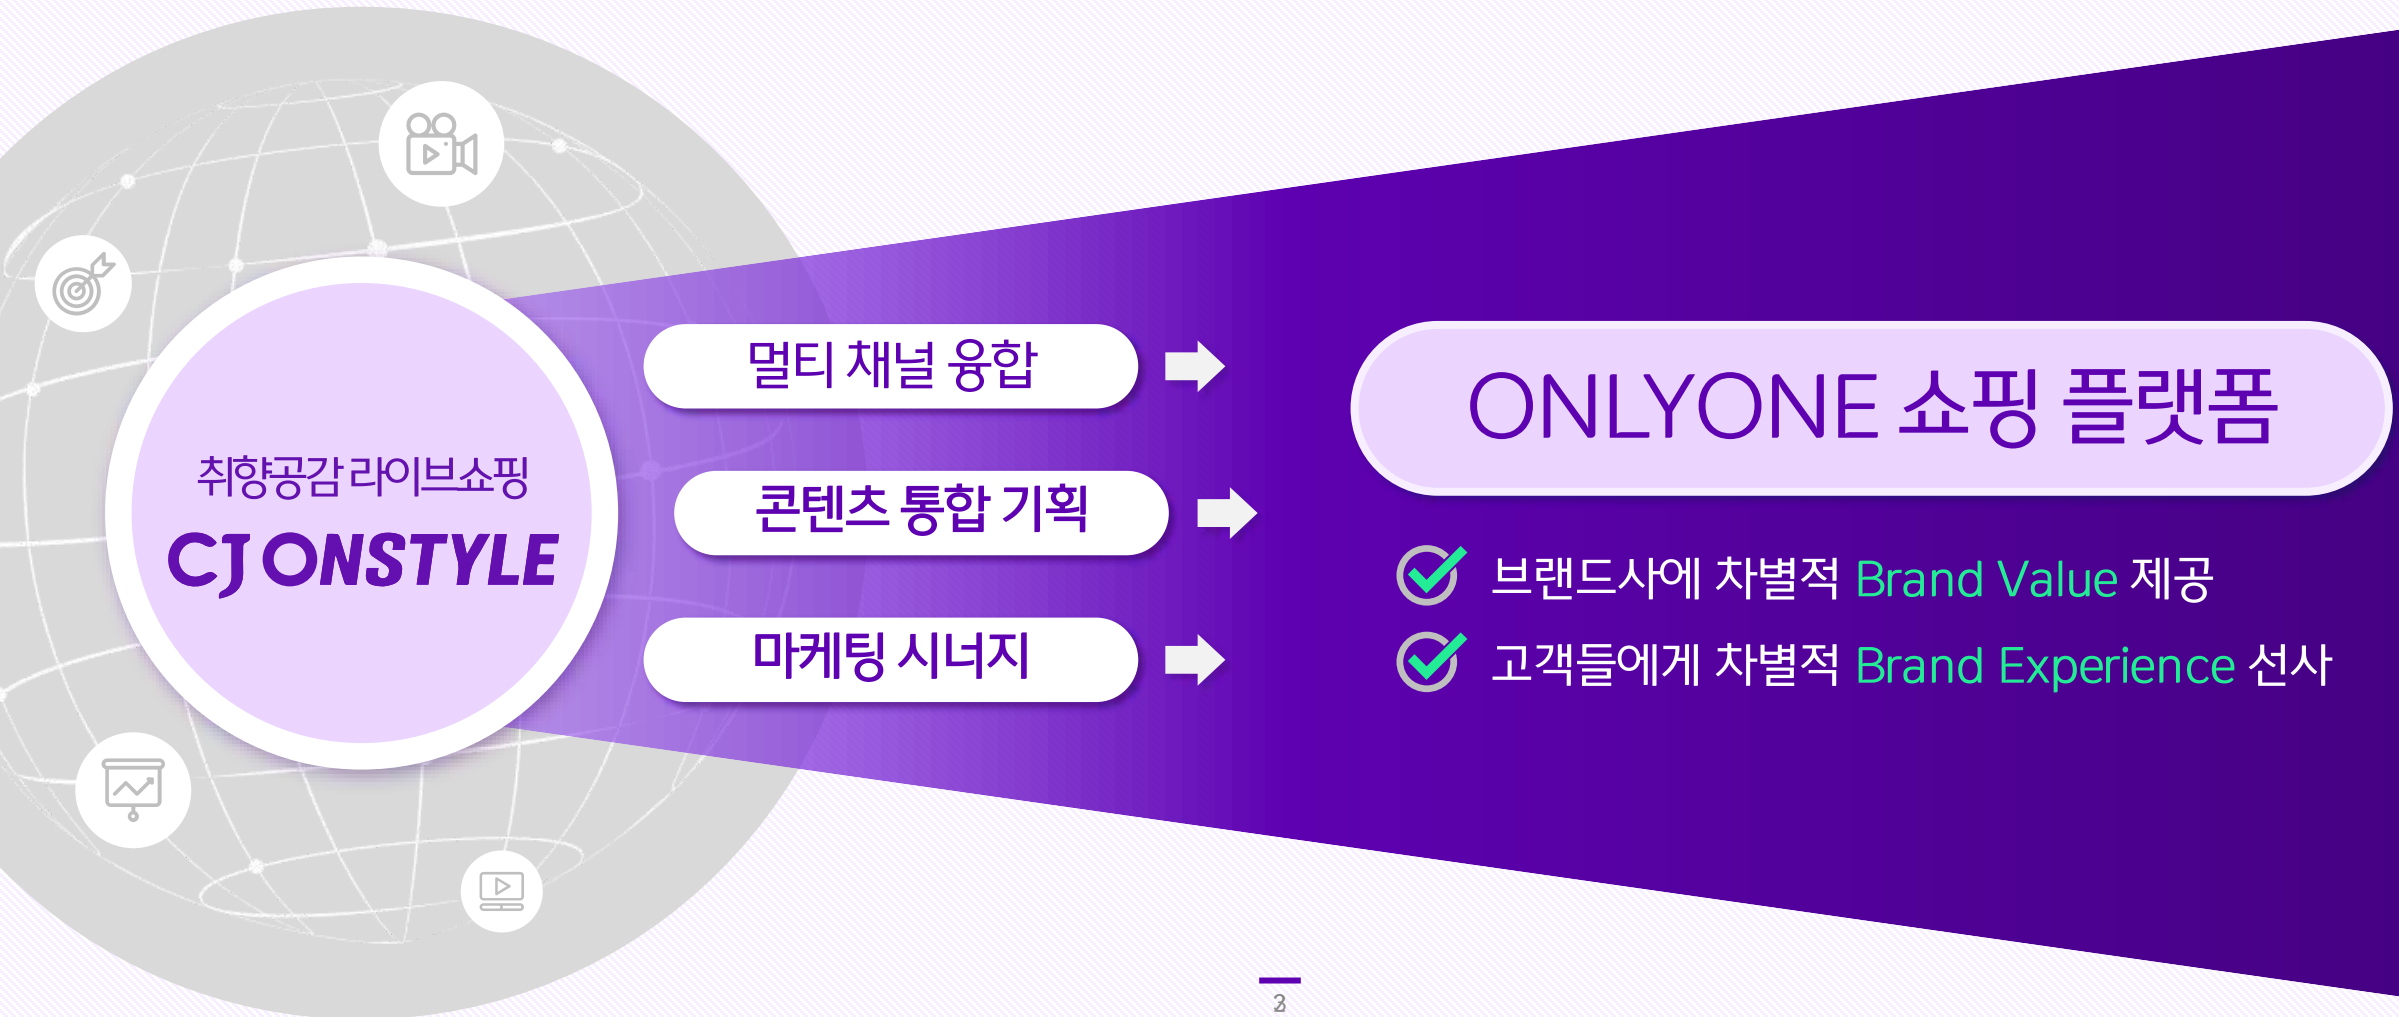 취향공감 라이브쇼핑
CJ ONSTYLE
멀티 채널 융합
콘텐츠 통합 기획
마케팅 시너지
ONLYONE 쇼핑 플랫폼
브랜드사에 차별적 Brand Value 제공
고객들에게 차별적 Brand Experience 선사